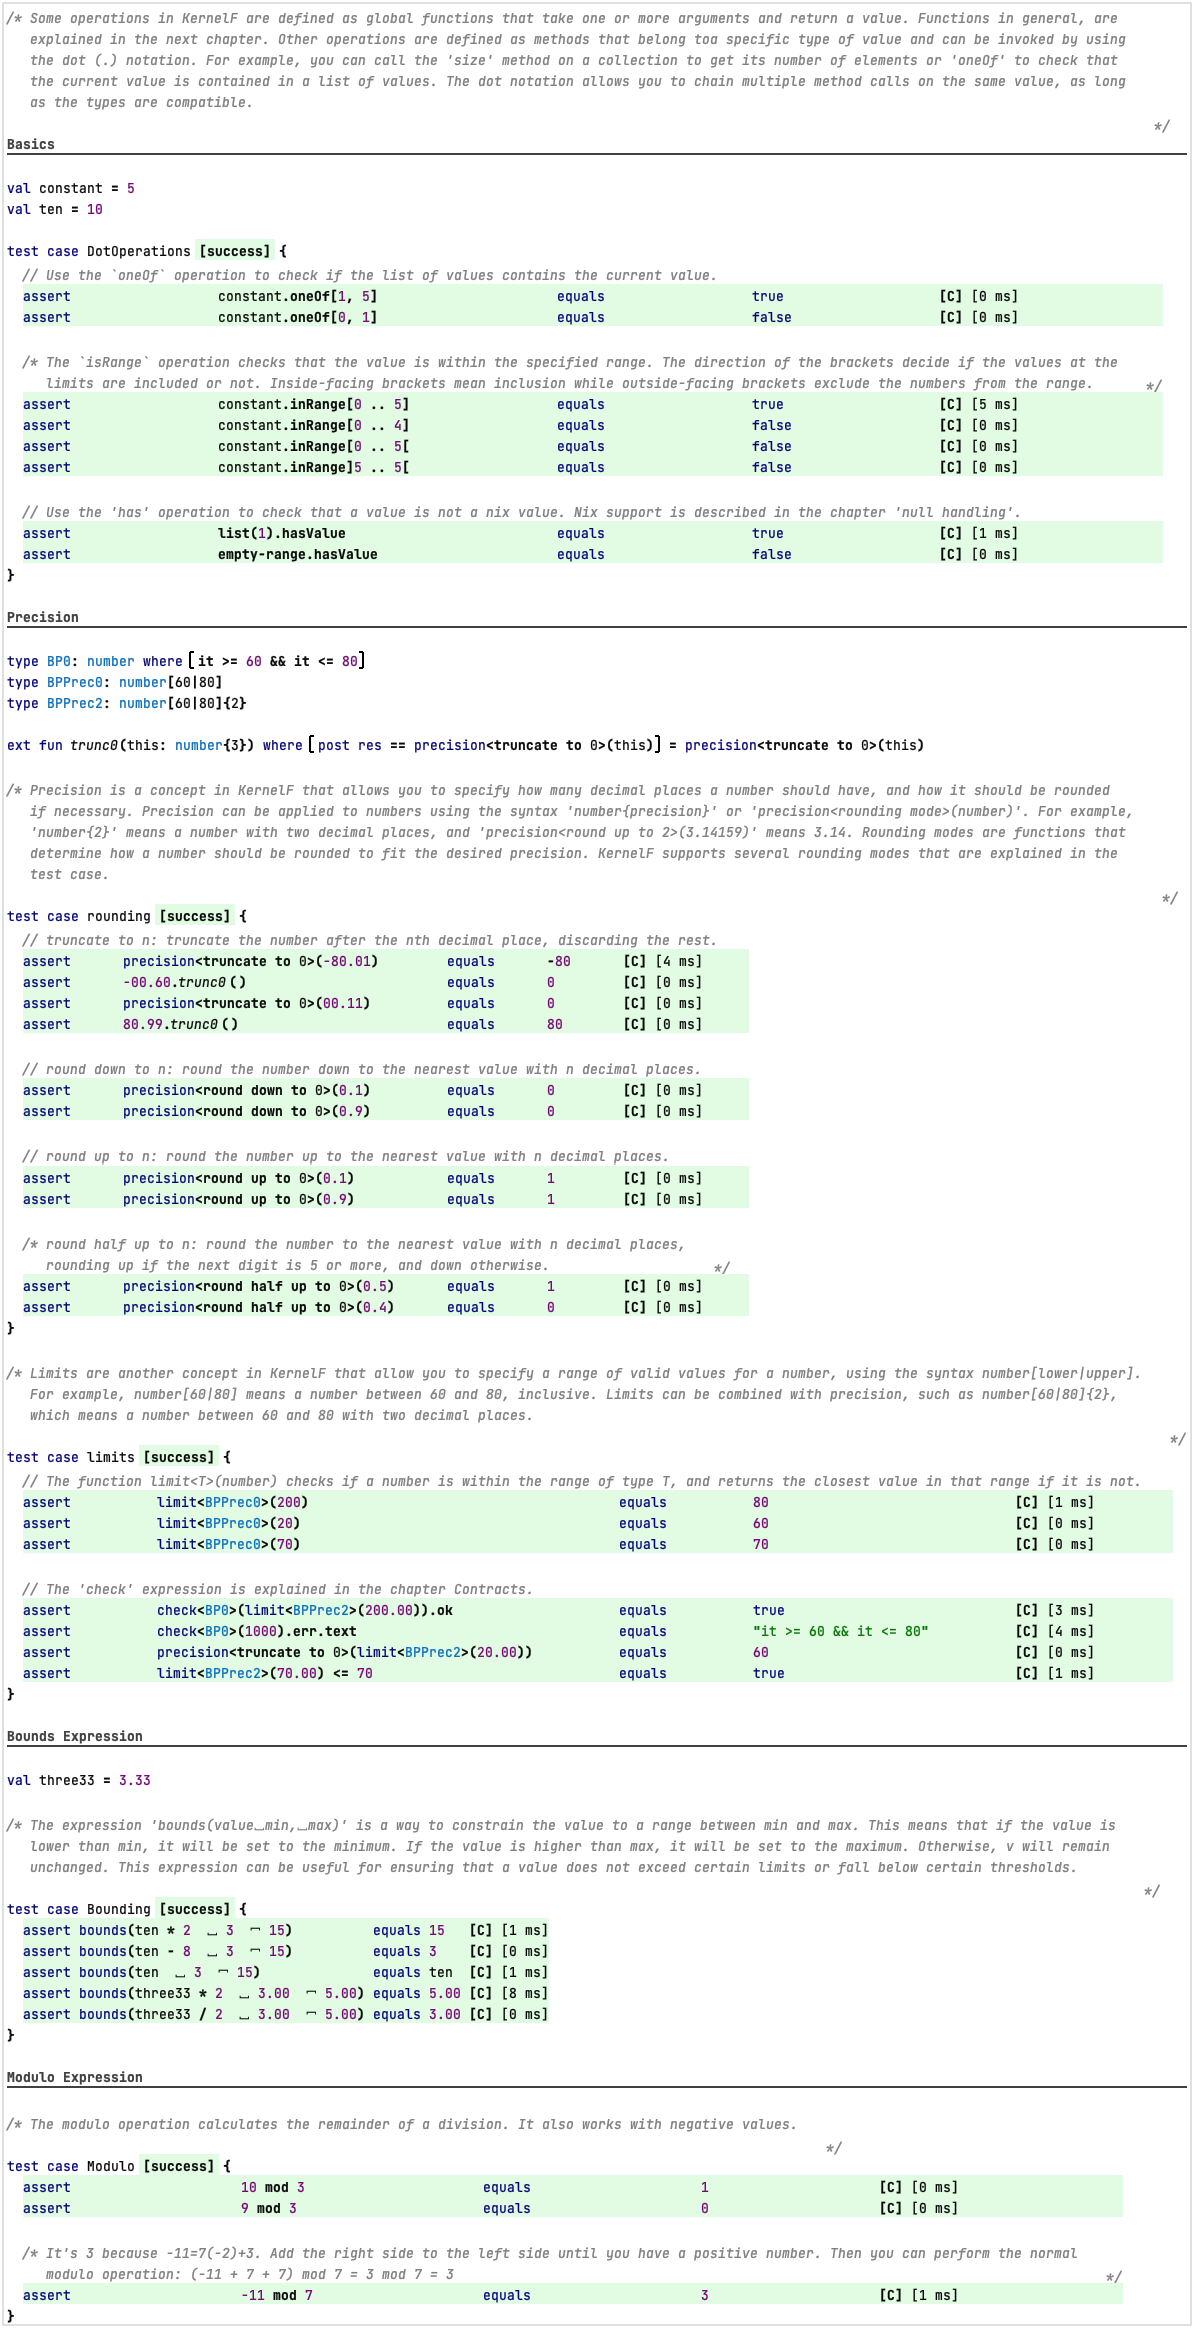 /* Some operations in KernelF are defined as global functions that take one or more arguments and return a value. Functions in general, are
explained in the next chapter. Other operations are defined as methods that belong toa specific type of value and can be invoked by using
the dot (.) notation. For example, you can call the 'size' method on a collection to get its number of elements or 'oneOf' to check that
the current value is contained in a list of values. The dot notation allows you to chain multiple method calls on the same value, as long
as the types are compatible.
*/
Basics
val constant = 5
val ten = 10
test case DotOperations [success] {
// Use the `oneOf` operation to check if the list of values contains the current value.
assert constant.oneOf[1, 5] equals true [C] [0 ms]
assert constant.oneOf[0, 1] equals false [C] [0 ms]
/* The `isRange` operation checks that the value is within the specified range. The direction of the brackets decide if the values at the
limits are included or not. Inside-facing brackets mean inclusion while outside-facing brackets exclude the numbers from the range. */
assert constant.inRange[0 .. 5] equals true [C] [5 ms]
assert constant.inRange[0 .. 4] equals false [C] [0 ms]
assert constant.inRange[0 .. 5[ equals false [C] [0 ms]
assert constant.inRange]5 .. 5[ equals false [C] [0 ms]
// Use the 'has' operation to check that a value is not a nix value. Nix support is described in the chapter 'null handling'.
assert list(1).hasValue equals true [C] [1 ms]
assert empty-range.hasValue equals false [C] [0 ms]
}
Precision
type BP0: number where [it >= 60 && it <= 80]
type BPPrec0: number[60|80]
type BPPrec2: number[60|80]{2}
ext fun trunc0(this: number{3}) where [post res == precision<truncate to 0>(this)] = precision<truncate to 0>(this)
/* Precision is a concept in KernelF that allows you to specify how many decimal places a number should have, and how it should be rounded
if necessary. Precision can be applied to numbers using the syntax 'number{precision}' or 'precision<rounding mode>(number)'. For example,
'number{2}' means a number with two decimal places, and 'precision<round up to 2>(3.14159)' means 3.14. Rounding modes are functions that
determine how a number should be rounded to fit the desired precision. KernelF supports several rounding modes that are explained in the
test case.
*/
test case rounding [success] {
// truncate to n: truncate the number after the nth decimal place, discarding the rest.
assert precision<truncate to 0>(-80.01) equals -80 [C] [4 ms]
assert -00.60.trunc0() equals 0 [C] [0 ms]
assert precision<truncate to 0>(00.11) equals 0 [C] [0 ms]
assert 80.99.trunc0() equals 80 [C] [0 ms]
// round down to n: round the number down to the nearest value with n decimal places.
assert precision<round down to 0>(0.1) equals 0 [C] [0 ms]
assert precision<round down to 0>(0.9) equals 0 [C] [0 ms]
// round up to n: round the number up to the nearest value with n decimal places.
assert precision<round up to 0>(0.1) equals 1 [C] [0 ms]
assert precision<round up to 0>(0.9) equals 1 [C] [0 ms]
/* round half up to n: round the number to the nearest value with n decimal places,
rounding up if the next digit is 5 or more, and down otherwise. */
assert precision<round half up to 0>(0.5) equals 1 [C] [0 ms]
assert precision<round half up to 0>(0.4) equals 0 [C] [0 ms]
}
/* Limits are another concept in KernelF that allow you to specify a range of valid values for a number, using the syntax number[lower|upper].
For example, number[60|80] means a number between 60 and 80, inclusive. Limits can be combined with precision, such as number[60|80]{2},
which means a number between 60 and 80 with two decimal places.
*/
test case limits [success] {
// The function limit<T>(number) checks if a number is within the range of type T, and returns the closest value in that range if it is not.
assert limit<BPPrec0>(200) equals 80 [C] [1 ms]
assert limit<BPPrec0>(20) equals 60 [C] [0 ms]
assert limit<BPPrec0>(70) equals 70 [C] [0 ms]
// The 'check' expression is explained in the chapter Contracts.
assert check<BP0>(limit<BPPrec2>(200.00)).ok equals true [C] [3 ms]
assert check<BP0>(1000).err.text equals "it >= 60 && it <= 80" [C] [4 ms]
assert precision<truncate to 0>(limit<BPPrec2>(20.00)) equals 60 [C] [0 ms]
assert limit<BPPrec2>(70.00) <= 70 equals true [C] [1 ms]
}
Bounds Expression
val three33 = 3.33
/* The expression 'bounds(value⎵min,⎵max)' is a way to constrain the value to a range between min and max. This means that if the value is
lower than min, it will be set to the minimum. If the value is higher than max, it will be set to the maximum. Otherwise, v will remain
unchanged. This expression can be useful for ensuring that a value does not exceed certain limits or fall below certain thresholds.
*/
test case Bounding [success] {
assert bounds(ten * 2 ⎵ 3 ⎴ 15) equals 15 [C] [1 ms]
assert bounds(ten - 8 ⎵ 3 ⎴ 15) equals 3 [C] [0 ms]
assert bounds(ten ⎵ 3 ⎴ 15) equals ten [C] [1 ms]
assert bounds(three33 * 2 ⎵ 3.00 ⎴ 5.00) equals 5.00 [C] [8 ms]
assert bounds(three33 / 2 ⎵ 3.00 ⎴ 5.00) equals 3.00 [C] [0 ms]
}
Modulo Expression
/* The modulo operation calculates the remainder of a division. It also works with negative values.
*/
test case Modulo [success] {
assert 10 mod 3 equals 1 [C] [0 ms]
assert 9 mod 3 equals 0 [C] [0 ms]
/* It's 3 because -11=7(-2)+3. Add the right side to the left side until you have a positive number. Then you can perform the normal
modulo operation: (-11 + 7 + 7) mod 7 = 3 mod 7 = 3 */
assert -11 mod 7 equals 3 [C] [1 ms]
}